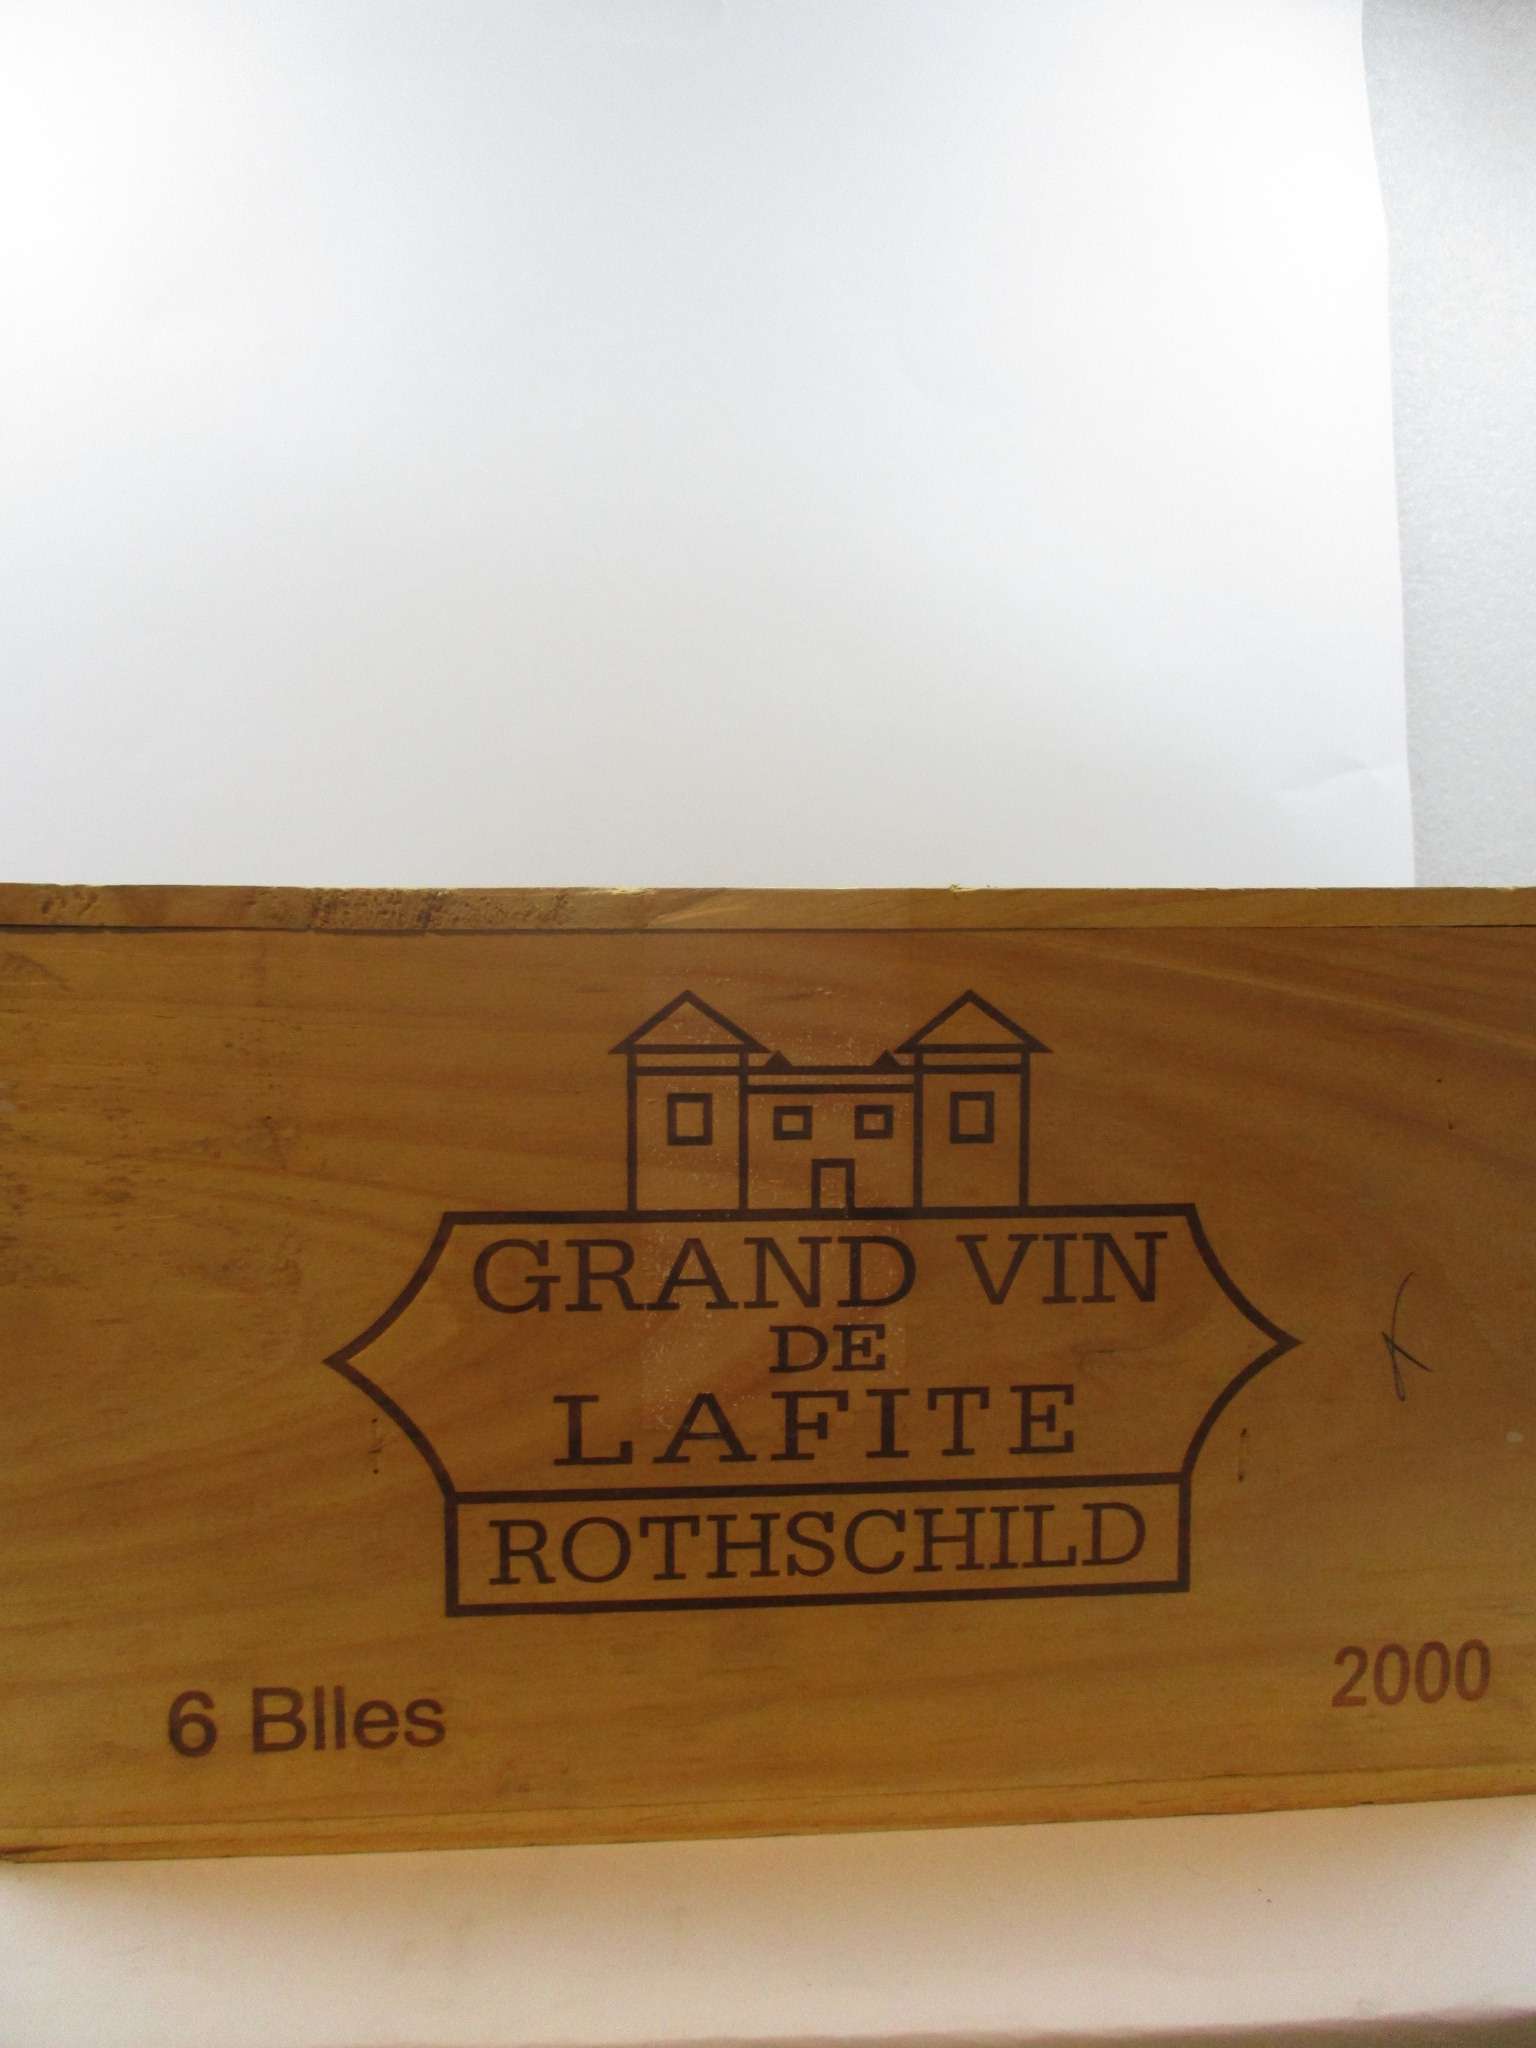 GRAND VIN
DE
LAFITE
ROTHSCHILD
6 Blles
2000